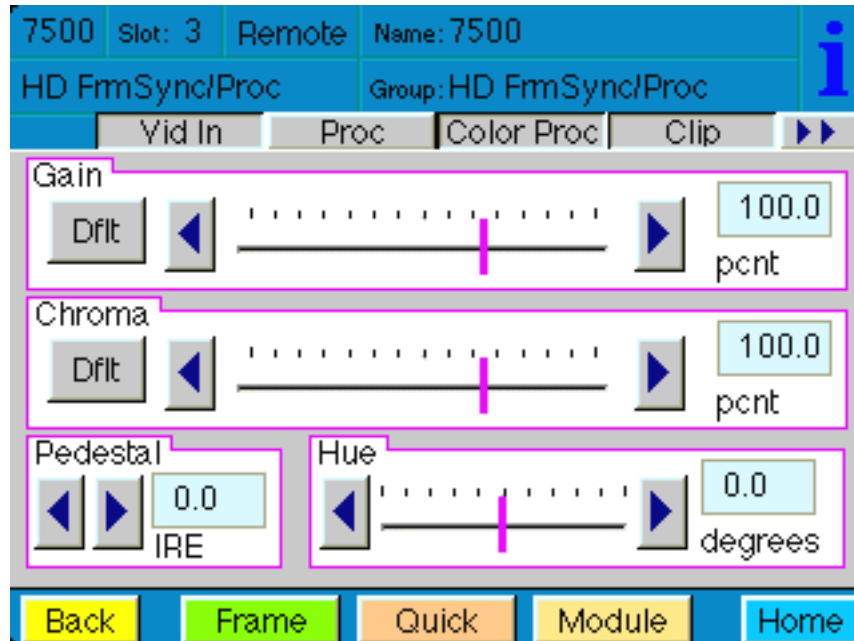 7500 Slot: 3 Remote Name: 7500
HD FrmSync/Proc Group: HD FrmSync/Proc
i
Vid In Proc Color Proc Clip
Gain
Dflt 100.0
pcnt
Chroma
Dflt 100.0
pcnt
Pedestal Hue
0.0 0.0
IRE degrees
Back Frame Quick Module Home